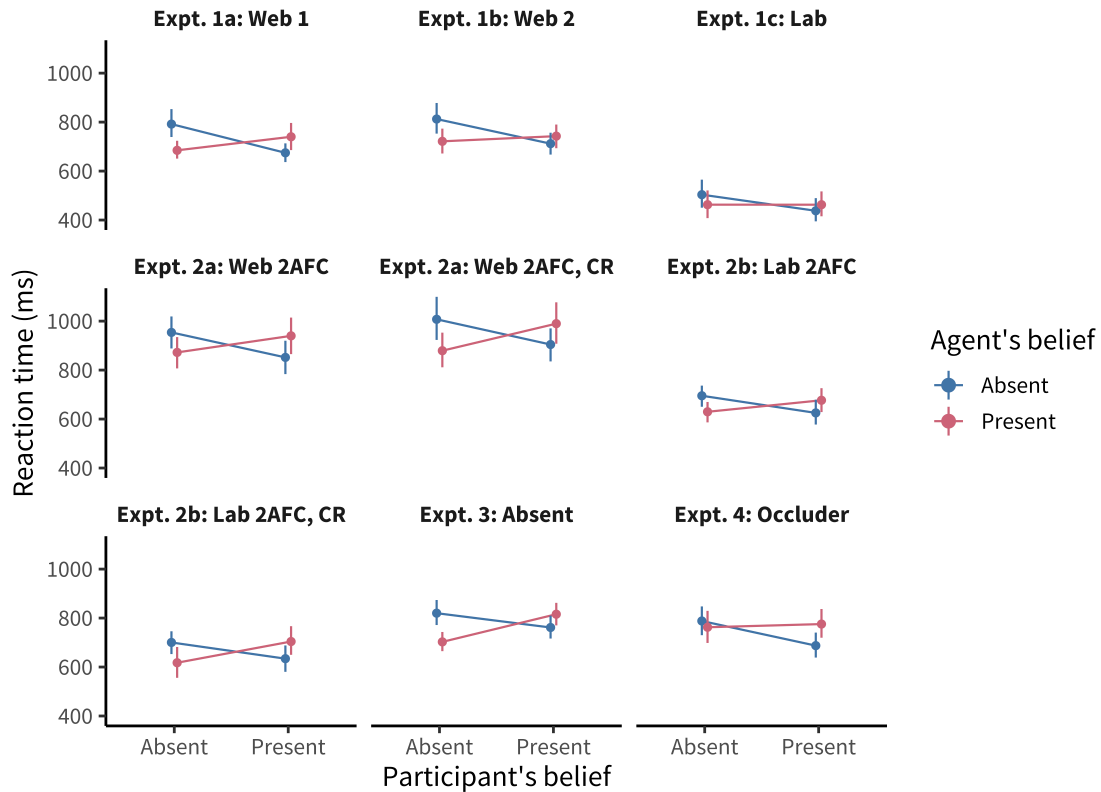 Expt. 1a: Web 1
Expt. 1b: Web 2
Expt. 1c: Lab
1000
800
600
400
Expt. 2a: Web 2AFC
Expt. 2a: Web 2AFC, CR
Expt. 2b: Lab 2AFC
1000
800
600
400
Expt. 2b: Lab 2AFC, CR
Expt. 3: Absent
Expt. 4: Occluder
1000
800
600
400
Absent Present
Absent Present
Absent Present
Participant's belief
Reaction time (ms)
Agent's belief
Absent
Present